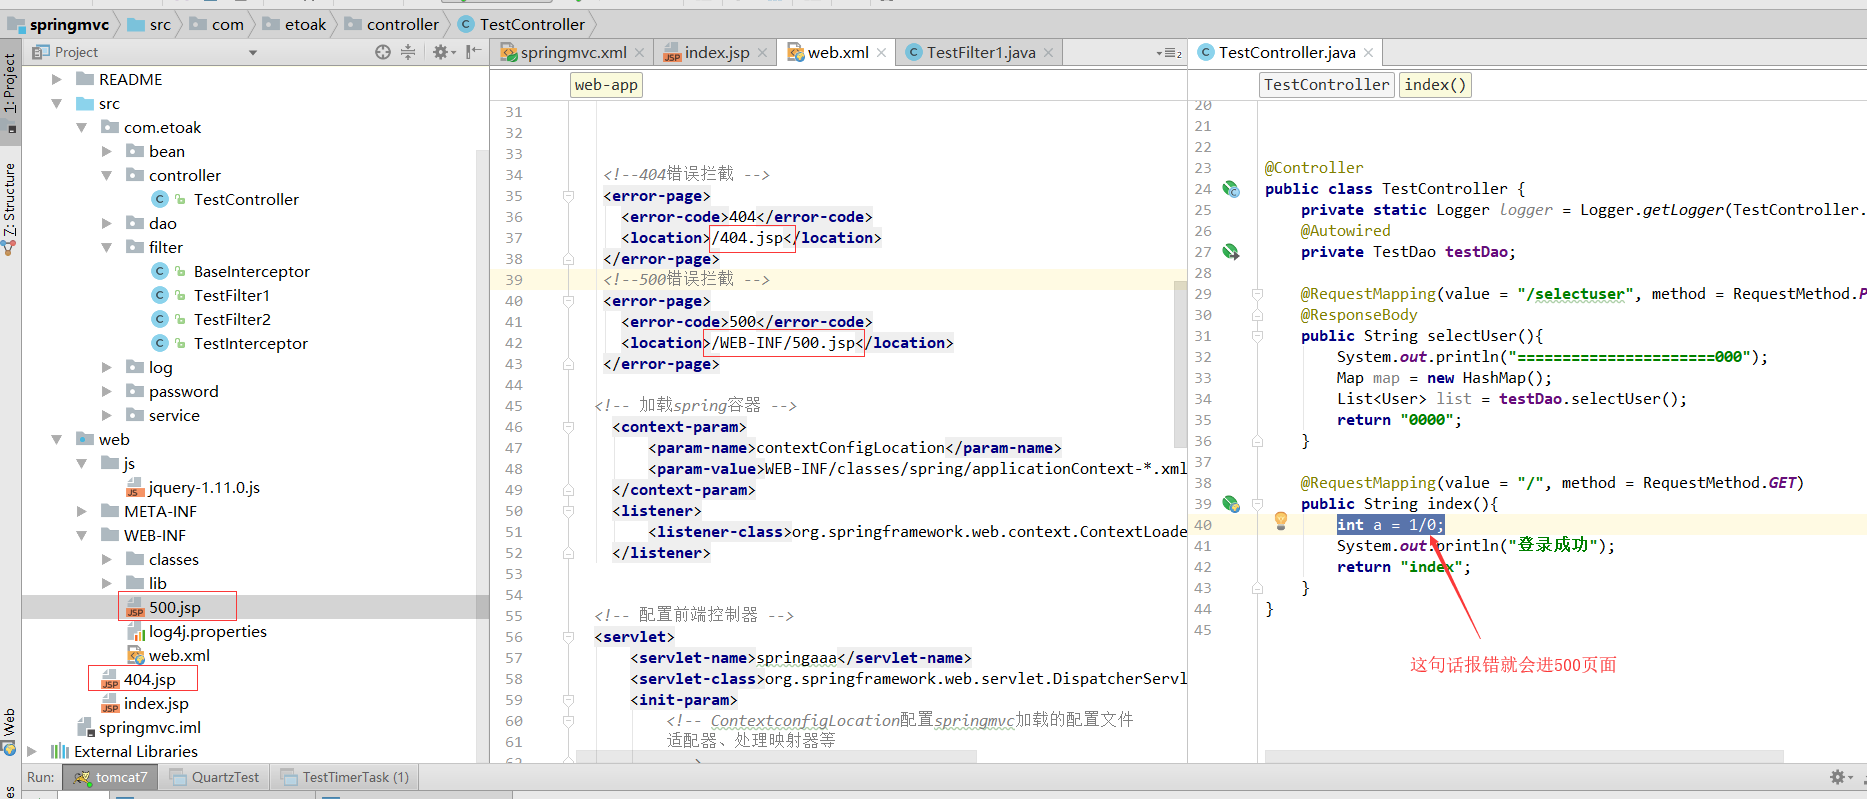 springmvc src com etoak controller TestController
Project
springmvc.xml index.jsp web.xml TestFilter1.java
TestController.java
1: Project
Z: Structure
Web
README
src
com.etoak
bean
controller
TestController
dao
filter
BaseInterceptor
TestFilter1
TestFilter2
TestInterceptor
log
password
service
web
js
jquery-1.11.0.js
META-INF
WEB-INF
classes
lib
500.jsp
log4j.properties
web.xml
404.jsp
index.jsp
springmvc.iml
External Libraries
web-app
31
32
33
34 <!--404错误拦截 -->
35 <error-page>
36 <error-code>404</error-code>
37 <location>/404.jsp</location>
38 </error-page>
39 <!--500错误拦截 -->
40 <error-page>
41 <error-code>500</error-code>
42 <location>/WEB-INF/500.jsp</location>
43 </error-page>
44
45 <!-- 加载spring容器 -->
46 <context-param>
47 <param-name>contextConfigLocation</param-name>
48 <param-value>WEB-INF/classes/spring/applicationContext-*.xml
49 </context-param>
50 <listener>
51 <listener-class>org.springframework.web.context.ContextLoade
52 </listener>
53
54
55 <!-- 配置前端控制器 -->
56 <servlet>
57 <servlet-name>springaaa</servlet-name>
58 <servlet-class>org.springframework.web.servlet.DispatcherServl
59 <init-param>
60 <!-- ContextconfigLocation配置springmvc加载的配置文件
61 适配器、处理映射器等
62
TestController index()
20
21
22
23 @Controller
24 public class TestController {
25 private static Logger logger = Logger.getLogger(TestController.
26 @Autowired
27 private TestDao testDao;
28
29 @RequestMapping(value = "/selectuser", method = RequestMethod.P
30 @ResponseBody
31 public String selectUser(){
32 System.out.println("======================000");
33 Map map = new HashMap();
34 List<User> list = testDao.selectUser();
35 return "0000";
36 }
37
38 @RequestMapping(value = "/", method = RequestMethod.GET)
39 public String index(){
40 int a = 1/0;
41 System.out.println("登录成功");
42 return "index";
43 }
44 }
45
这句话报错就会进500页面
Run: tomcat7 QuartzTest TestTimerTask (1)